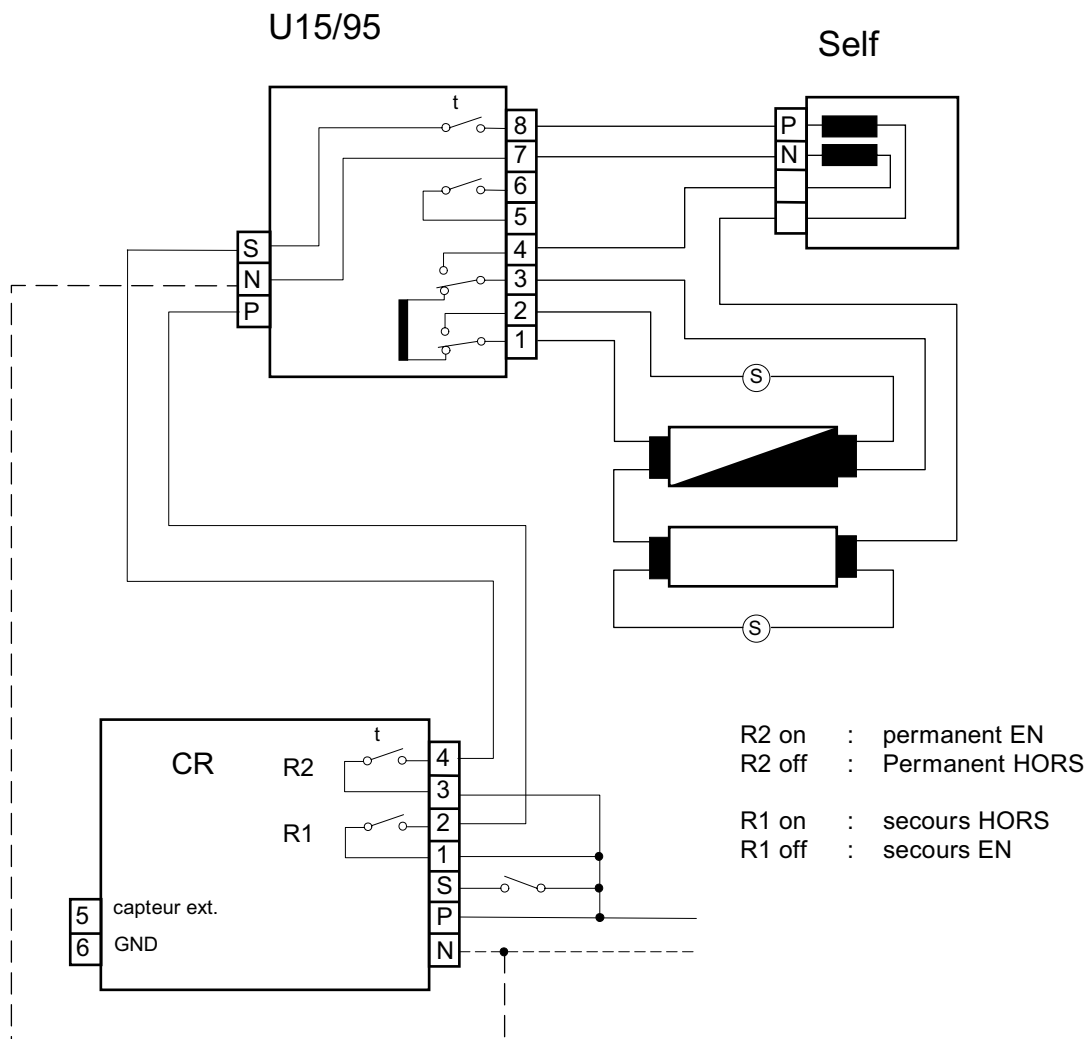 U15/95
Self
t
8
7
6
5
4
3
2
1
S
N
P
P
N
S
S
CR
t
R2
R1
4
3
2
1
S
P
N
5 capteur ext.
6 GND
R2 on : permanent EN
R2 off : Permanent HORS
R1 on : secours HORS
R1 off : secours EN